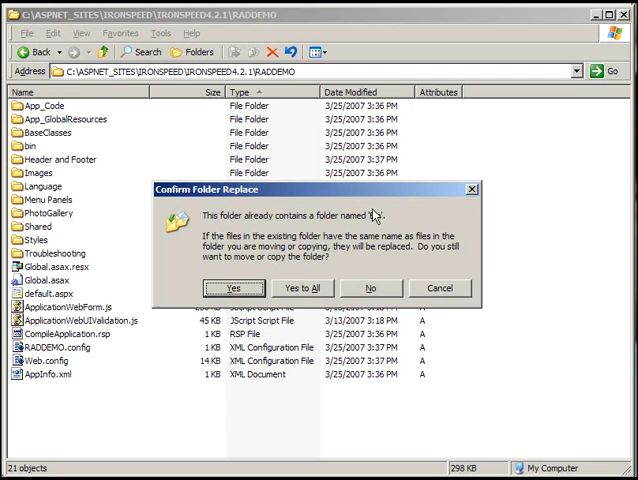 C:\ASPNET_SITES\IRONSPEED\IRONSPEED4.2.1\RADDEMO
File Edit View Favorites Tools Help
Back Search Folders
Address C:\ASPNET_SITES\IRONSPEED\IRONSPEED4.2.1\RADDEMO Go
Name Size Type Date Modified Attributes
App_Code File Folder 3/25/2007 3:36 PM
App_GlobalResources File Folder 3/25/2007 3:36 PM
BaseClasses File Folder 3/25/2007 3:36 PM
bin File Folder 3/25/2007 3:36 PM
Header and Footer File Folder 3/25/2007 3:37 PM
Images File Folder 3/25/2007 3:36 PM
Language
Menu Panels
PhotoGallery
Shared
Styles
Troubleshooting
Global.asax.resx
Global.asax
default.aspx
Confirm Folder Replace
This folder already contains a folder named
If the files in the existing folder have the same name as files in the
folder you are moving or copying, they will be replaced. Do you still
want to move or copy the folder?
Yes Yes to All No Cancel
ApplicationWebForm.js JScript Script File 3/13/2007 3:18 PM A
ApplicationWebUIValidation.js 45 KB JScript Script File 3/13/2007 3:18 PM A
CompileApplication.rsp 1 KB RSP File 3/25/2007 3:36 PM A
RADDEMO.config 1 KB XML Configuration File 3/25/2007 3:37 PM A
Web.config 14 KB XML Configuration File 3/25/2007 3:37 PM A
AppInfo.xml 1 KB XML Document 3/25/2007 3:36 PM A
21 objects 298 KB My Computer